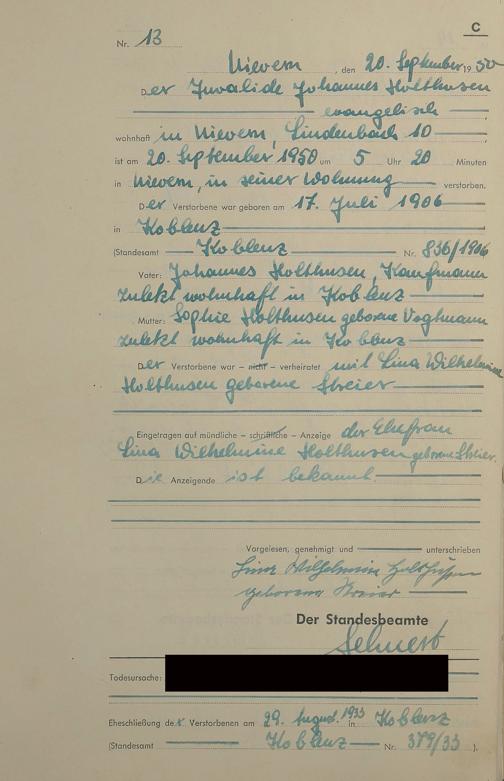 C
Nr. 13
Nievern, den 20. September 1950
Der Invalide Johannes Holthusen
evangelisch
wohnhaft in Nievern, Lindenbach 10
ist am 20. September 1950 um 5 Uhr 20 Minuten
in Nievern, in seiner Wohnung verstorben.
Der Verstorbene war geboren am 17. Juli 1906
in Koblenz
(Standesamt Koblenz Nr. 836/1906
Vater: Johannes Holthusen, Kaufmann
zuletzt wohnhaft in Koblenz
Mutter: Sophie Holthusen geborene Vogtmann
zuletzt wohnhaft in Koblenz
Der Verstorbene war – nicht – verheiratet mit Lina Wilhelmine
Holthusen geborene Streier
Eingetragen auf mündliche – schriftliche – Anzeige der Ehefrau
Lina Wilhelmine Holthusen geborene Streier.
Die Anzeigende ist bekannt.
Vorgelesen, genehmigt und unterschrieben
Lina Wilhelmine Holthusen
geborene Streier
Der Standesbeamte
Todesursache:
Eheschließung des Verstorbenen am 29. August 1933 in Koblenz
(Standesamt Koblenz Nr. 379/33 ).